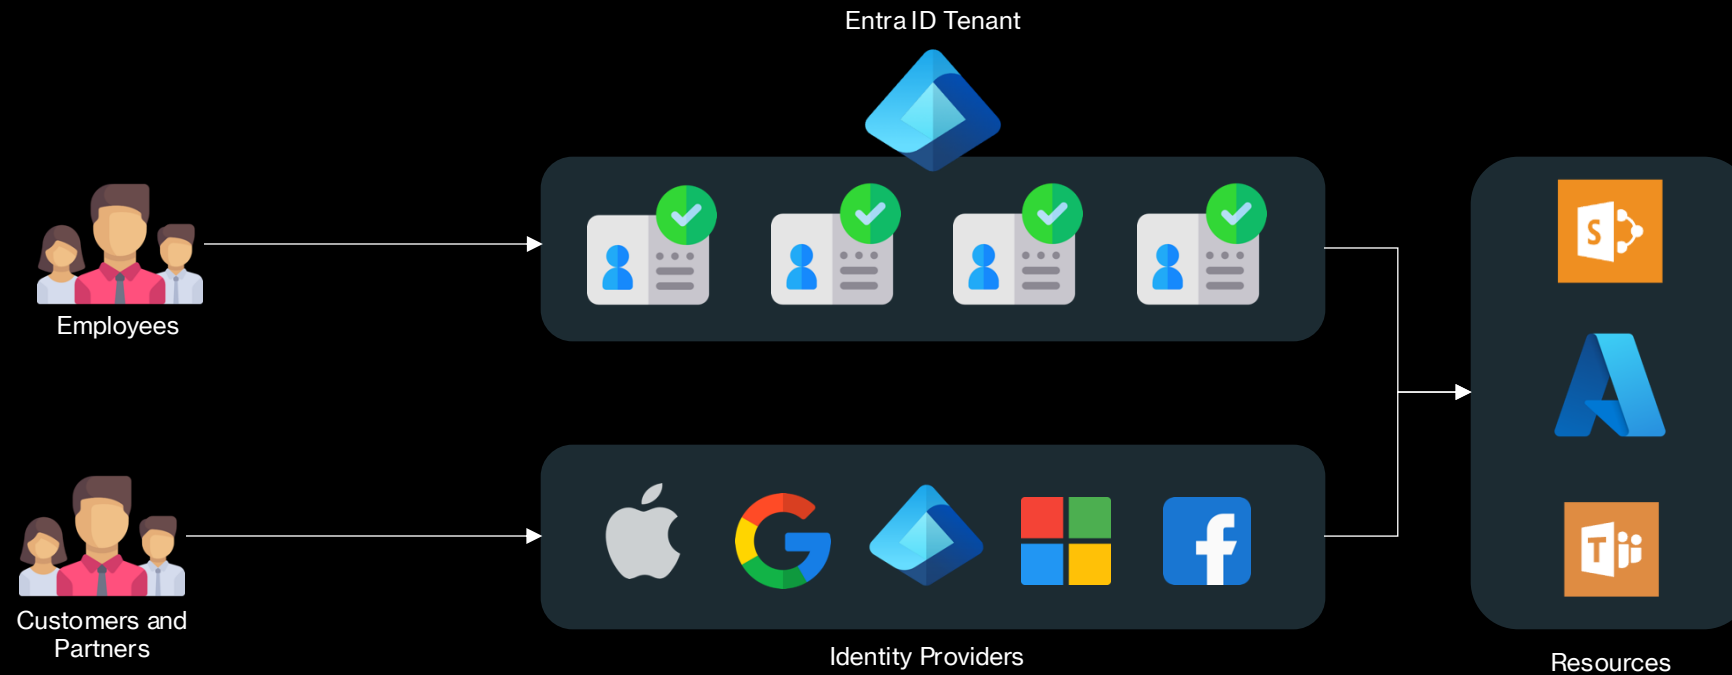 Entra ID Tenant
Employees
S
Customers and
Partners
Identity Providers
T
Resources